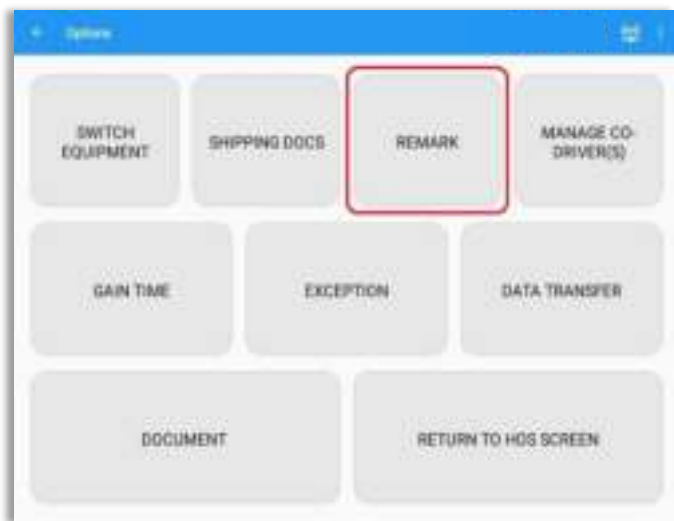 Options
SWITCH
EQUIPMENT
SHIPPING DOCS
REMARK
MANAGE CO-
DRIVER(S)
GAIN TIME
EXCEPTION
DATA TRANSFER
DOCUMENT
RETURN TO HOS SCREEN